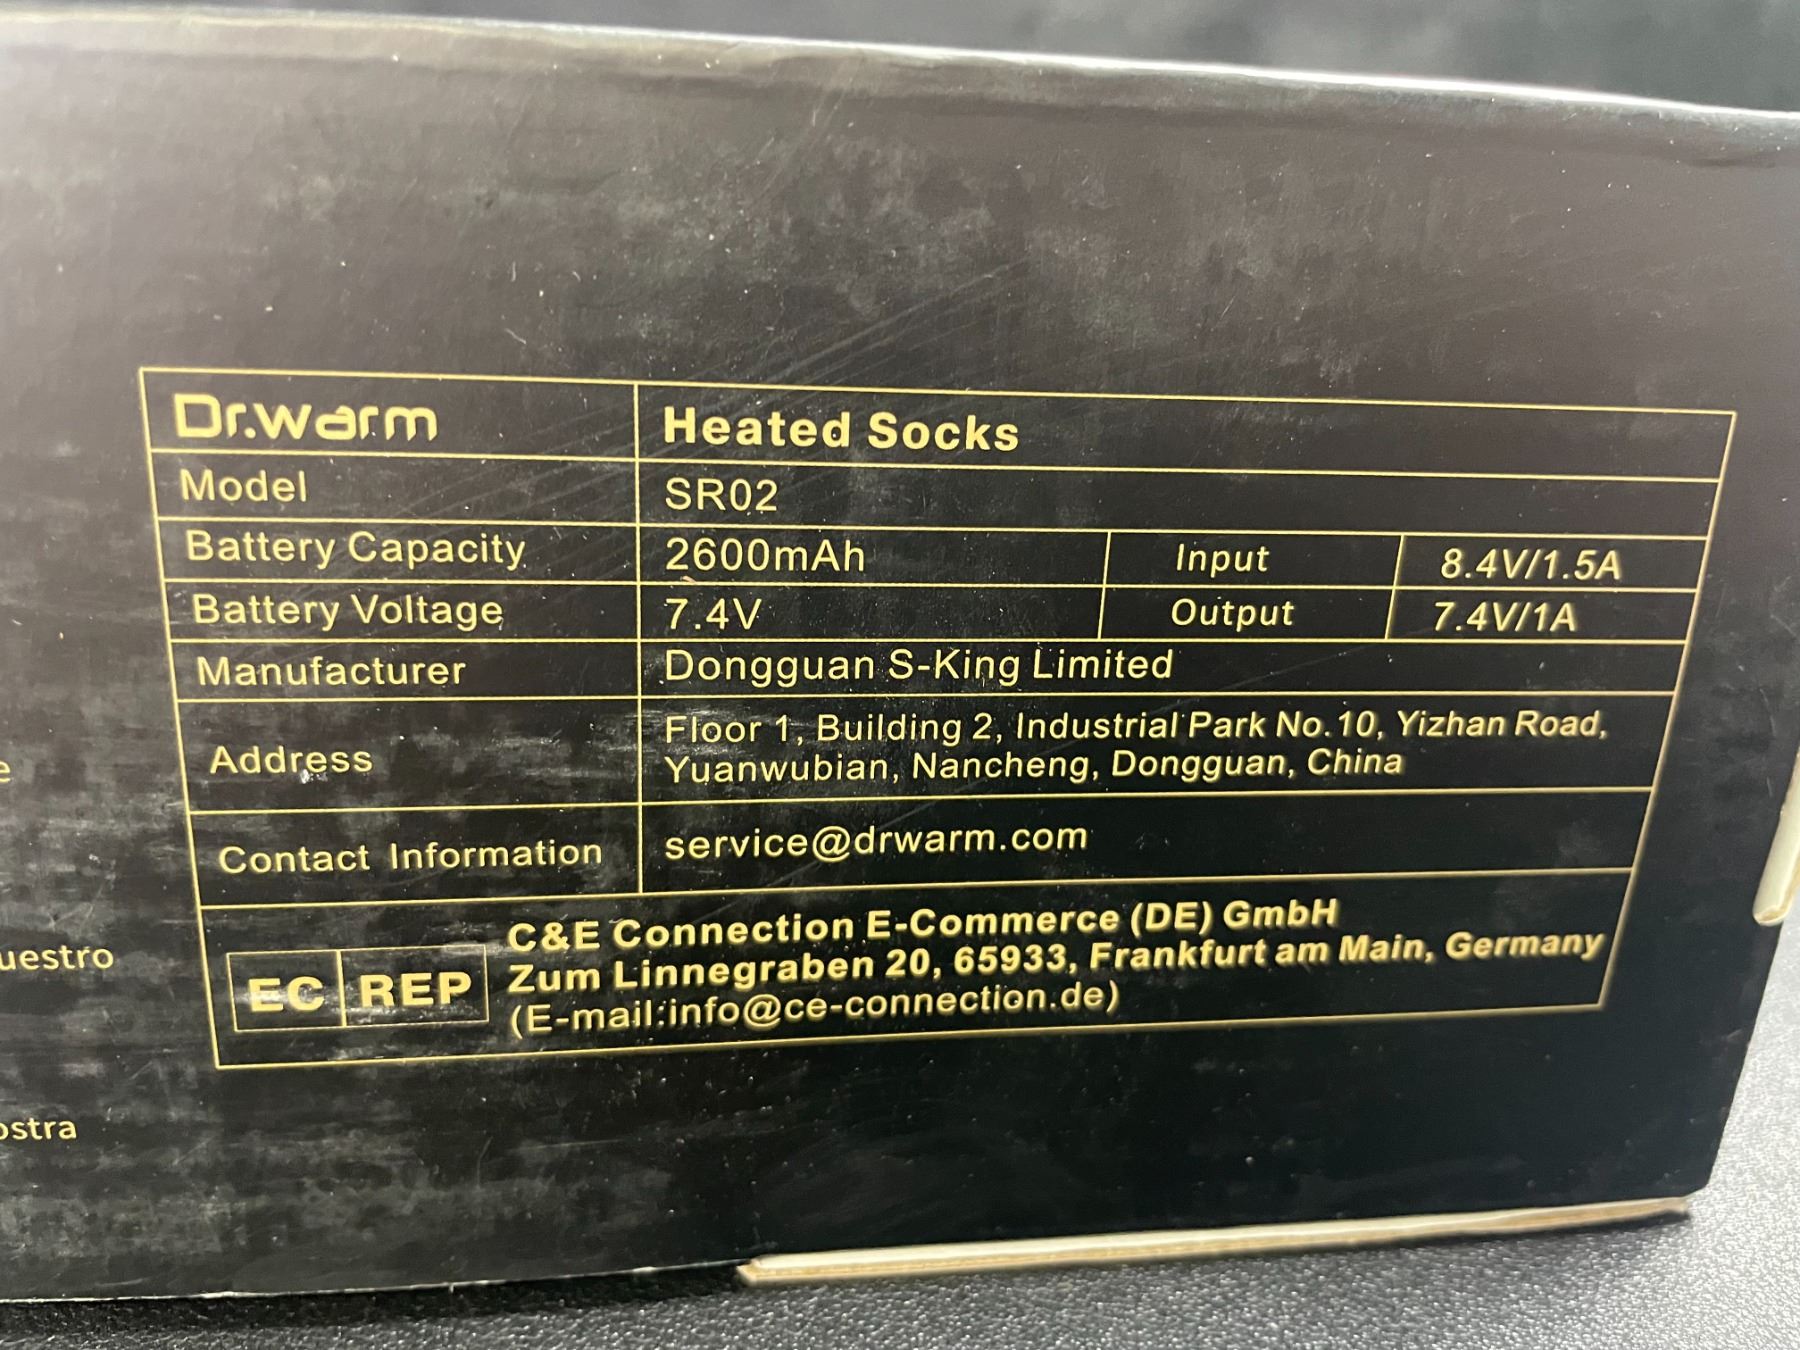 Dr.warm Heated Socks
Model SR02
Battery Capacity 2600mAh Input 8.4V/1.5A
Battery Voltage 7.4V Output 7.4V/1A
Manufacturer Dongguan S-King Limited
Address
Floor 1, Building 2, Industrial Park No.10, Yizhan Road,
Yuanwubian, Nancheng, Dongguan, China
Contact Information service@drwarm.com
EC REP
C&E Connection E-Commerce (DE) GmbH
Zum Linnegraben 20, 65933, Frankfurt am Main, Germany
(E-mail:info@ce-connection.de)